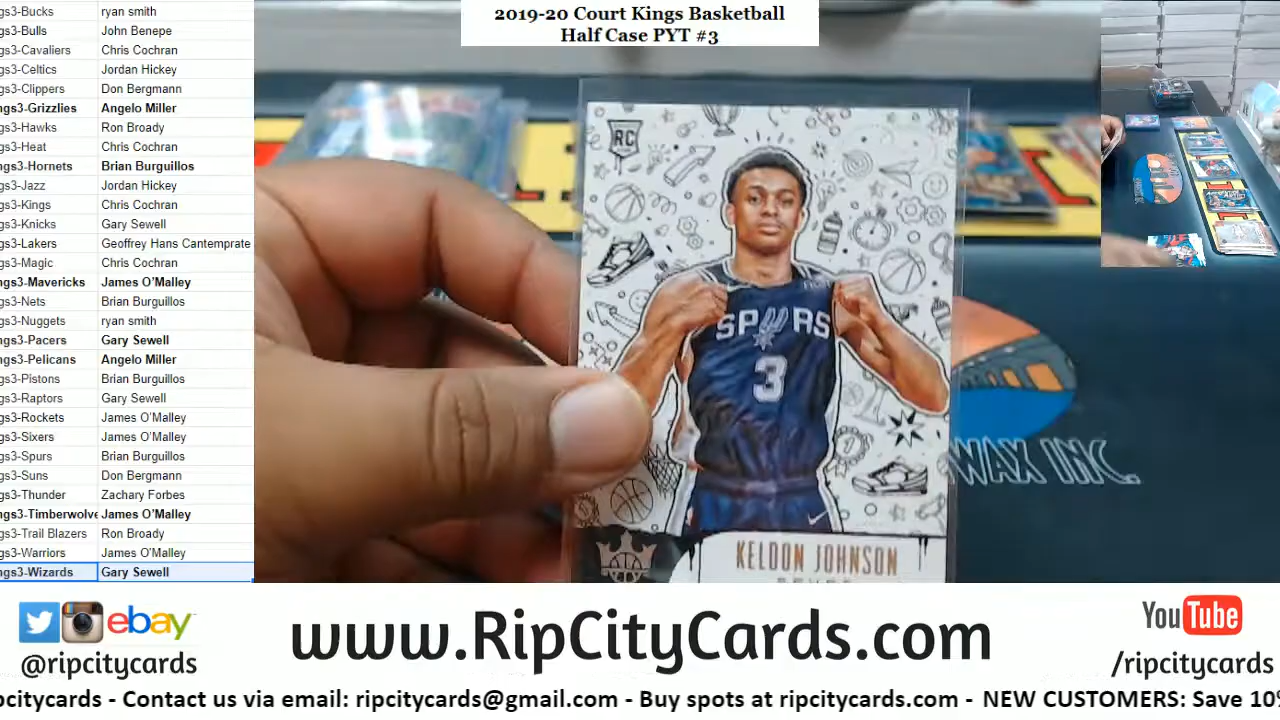 2019-20 Court Kings Basketball
Half Case PYT #3
gs3-Bucks ryan smith
gs3-Bulls John Benepe
gs3-Cavaliers Chris Cochran
gs3-Celtics Jordan Hickey
gs3-Clippers Don Bergmann
ngs3-Grizzlies Angelo Miller
gs3-Hawks Ron Broady
gs3-Heat Chris Cochran
ngs3-Hornets Brian Burguillos
gs3-Jazz Jordan Hickey
gs3-Kings Chris Cochran
gs3-Knicks Gary Sewell
gs3-Lakers Geoffrey Hans Cantemprate
gs3-Magic Chris Cochran
ngs3-Mavericks James O'Malley
gs3-Nets Brian Burguillos
gs3-Nuggets ryan smith
ngs3-Pacers Gary Sewell
ngs3-Pelicans Angelo Miller
gs3-Pistons Brian Burguillos
gs3-Raptors Gary Sewell
gs3-Rockets James O'Malley
gs3-Sixers James O'Malley
gs3-Spurs Brian Burguillos
gs3-Suns Don Bergmann
gs3-Thunder Zachary Forbes
ngs3-Timberwolve James O'Malley
gs3-Trail Blazers Ron Broady
gs3-Warriors James O'Malley
ngs3-Wizards Gary Sewell
RC
SPURS
3
KELDON JOHNSON
WAX INC.
ebay
@ripcitycards
www.RipCityCards.com
YouTube
/ripcitycards
pcitycards - Contact us via email: ripcitycards@gmail.com - Buy spots at ripcitycards.com - NEW CUSTOMERS: Save 10%